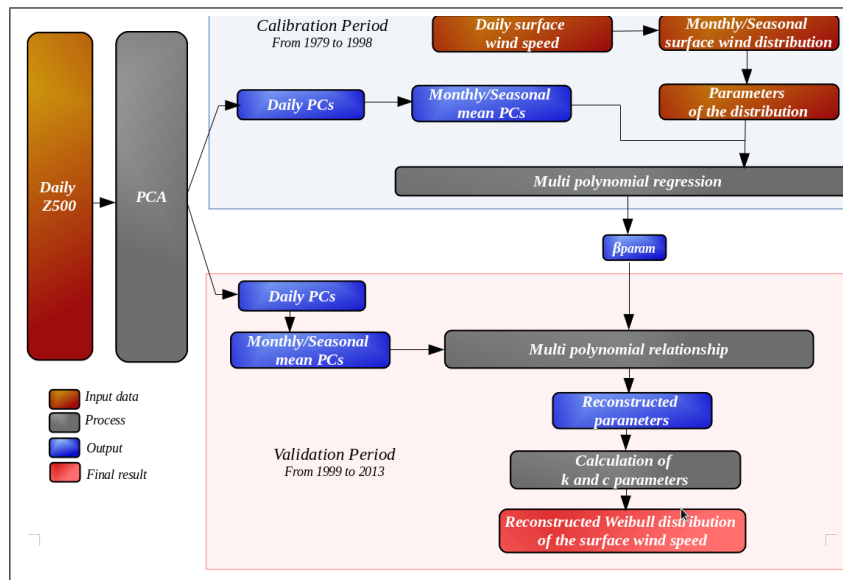 Calibration Period
From 1979 to 1998
Daily surface
wind speed
Monthly/Seasonal
surface wind distribution
Daily PCs
Monthly/Seasonal
mean PCs
Parameters
of the distribution
Multi polynomial regression
Daily
Z500
PCA
βparam
Daily PCs
Monthly/Seasonal
mean PCs
Multi polynomial relationship
Reconstructed
parameters
Calculation of
k and c parameters
Reconstructed Weibull distribution
of the surface wind speed
Validation Period
From 1999 to 2013
Input data
Process
Output
Final result